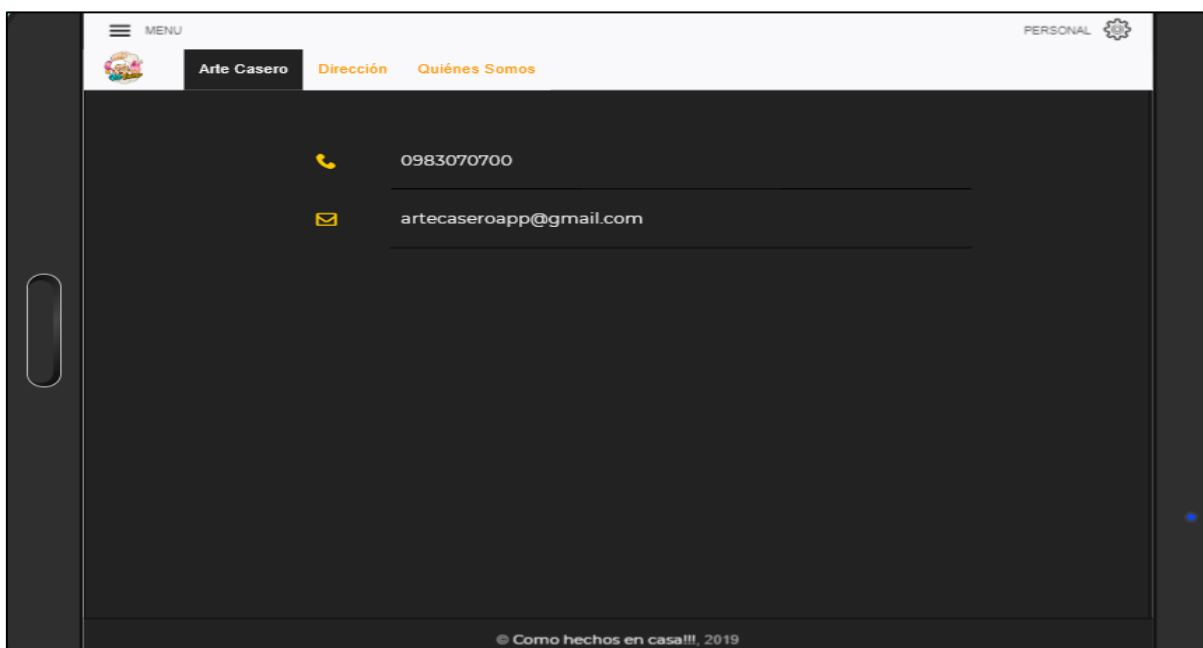 MENU PERSONAL
Arte Casero Dirección Quiénes Somos
0983070700
artecaseroapp@gmail.com
© Como hechos en casa!!!, 2019